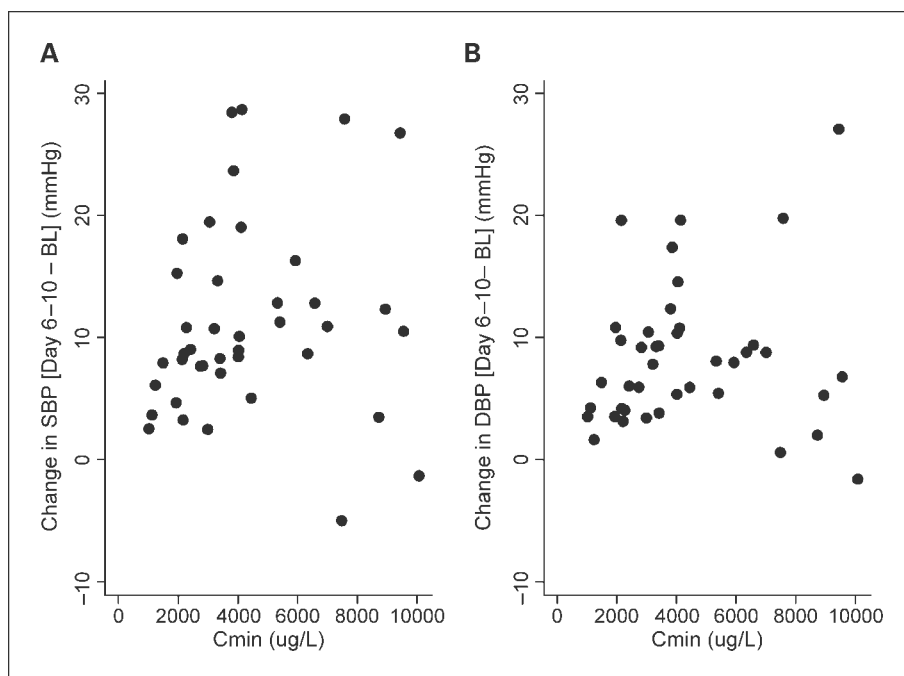 A
Change in SBP [Day 6–10 – BL] (mmHg)
30
20
10
0
–10
0 2000 4000 6000 8000 10000
Cmin (ug/L)
B
Change in DBP [Day 6–10– BL] (mmHg)
30
20
10
0
–10
0 2000 4000 6000 8000 10000
Cmin (ug/L)